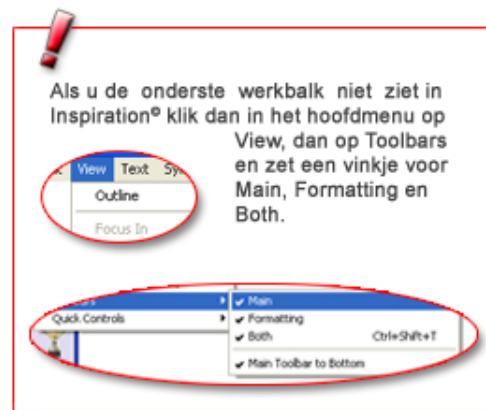 Als u de onderste werkbalk niet ziet in
Inspiration® klik dan in het hoofdmenu op
View, dan op Toolbars
en zet een vinkje voor
Main, Formatting en
Both.
View Text
Outline
Focus In
Main
Quick Controls Formatting
Both Ctrl+Shift+T
Main Toolbar to Bottom